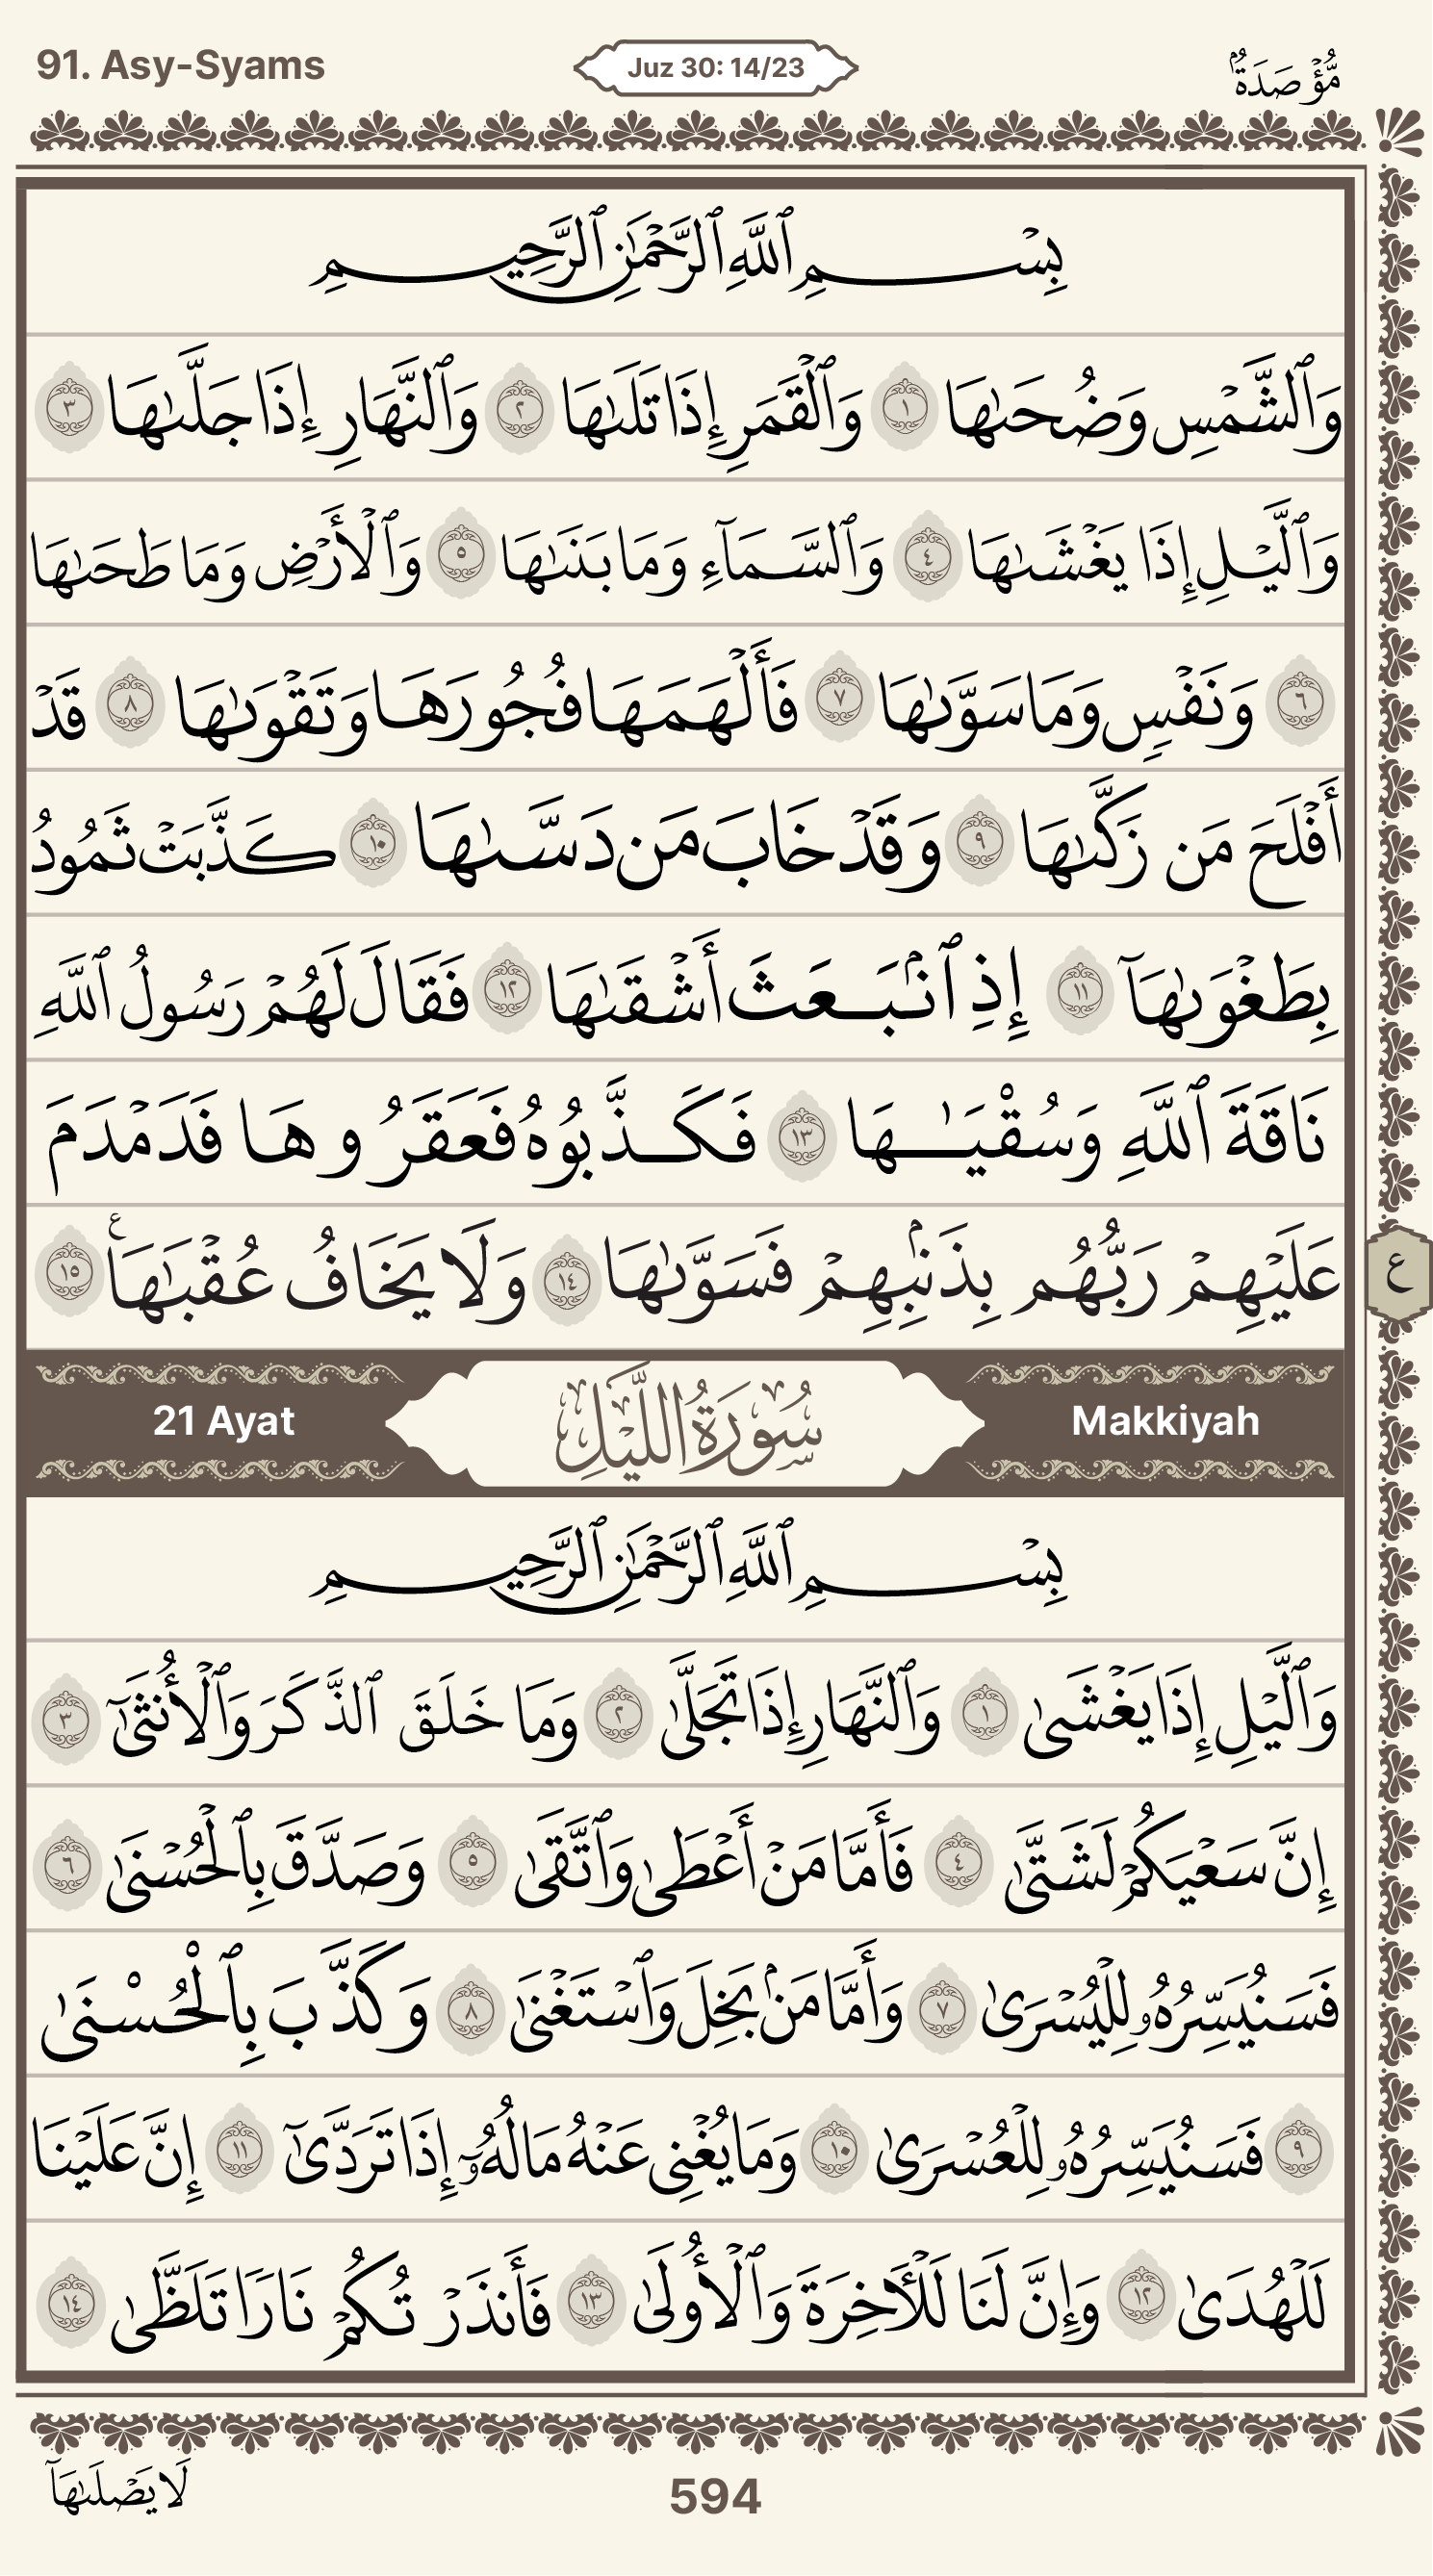 91. Asy-Syams
Juz 30: 14/23
مُّؤْصَدَةٌۢ
بِسْمِ ٱللَّهِ ٱلرَّحْمَٰنِ ٱلرَّحِيمِ
وَٱلشَّمْسِ وَضُحَىٰهَا ١ وَٱلْقَمَرِ إِذَا تَلَىٰهَا ٢ وَٱلنَّهَارِ إِذَا جَلَّىٰهَا ٣
وَٱلَّيْلِ إِذَا يَغْشَىٰهَا ٤ وَٱلسَّمَآءِ وَمَا بَنَىٰهَا ٥ وَٱلْأَرْضِ وَمَا طَحَىٰهَا
٦ وَنَفْسٍ وَمَا سَوَّىٰهَا ٧ فَأَلْهَمَهَا فُجُورَهَا وَتَقْوَىٰهَا ٨ قَدْ
أَفْلَحَ مَن زَكَّىٰهَا ٩ وَقَدْ خَابَ مَن دَسَّىٰهَا ١٠ كَذَّبَتْ ثَمُودُ
بِطَغْوَىٰهَآ ١١ إِذِ ٱنۢبَعَثَ أَشْقَىٰهَا ١٢ فَقَالَ لَهُمْ رَسُولُ ٱللَّهِ
نَاقَةَ ٱللَّهِ وَسُقْيَٰهَا ١٣ فَكَذَّبُوهُ فَعَقَرُوهَا فَدَمْدَمَ
عَلَيْهِمْ رَبُّهُم بِذَنۢبِهِمْ فَسَوَّىٰهَا ١٤ وَلَا يَخَافُ عُقْبَٰهَا ࣖ ١٥
ع
Makkiyah سُورَةُ اللَّيْلِ 21 Ayat
بِسْمِ ٱللَّهِ ٱلرَّحْمَٰنِ ٱلرَّحِيمِ
وَٱلَّيْلِ إِذَا يَغْشَىٰ ١ وَٱلنَّهَارِ إِذَا تَجَلَّىٰ ٢ وَمَا خَلَقَ ٱلذَّكَرَ وَٱلْأُنثَىٰٓ ٣
إِنَّ سَعْيَكُمْ لَشَتَّىٰ ٤ فَأَمَّا مَنْ أَعْطَىٰ وَٱتَّقَىٰ ٥ وَصَدَّقَ بِٱلْحُسْنَىٰ ٦
فَسَنُيَسِّرُهُۥ لِلْيُسْرَىٰ ٧ وَأَمَّا مَنۢ بَخِلَ وَٱسْتَغْنَىٰ ٨ وَكَذَّبَ بِٱلْحُسْنَىٰ
٩ فَسَنُيَسِّرُهُۥ لِلْعُسْرَىٰ ١٠ وَمَا يُغْنِى عَنْهُ مَالُهُۥٓ إِذَا تَرَدَّىٰٓ ١١ إِنَّ عَلَيْنَا
لَلْهُدَىٰ ١٢ وَإِنَّ لَنَا لَلْـَٔاخِرَةَ وَٱلْأُولَىٰ ١٣ فَأَنذَرْتُكُمْ نَارًا تَلَظَّىٰ ١٤
594
لَا يَصْلَىٰهَآ